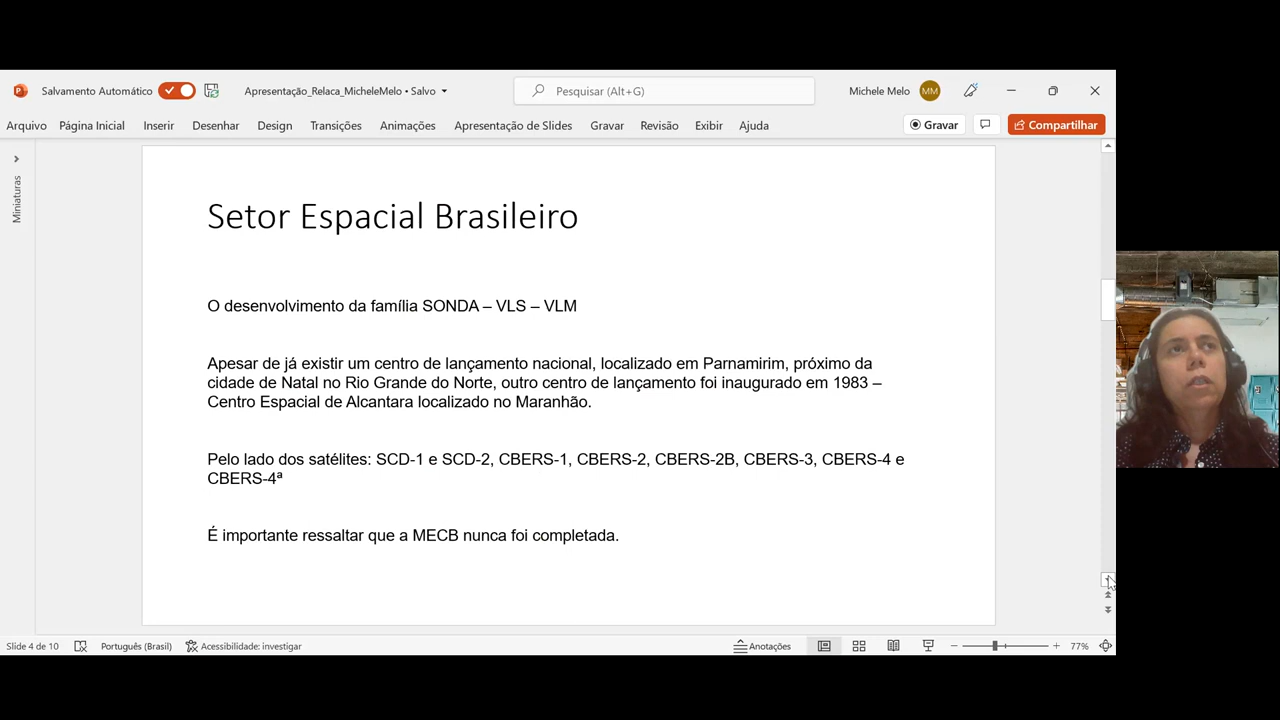 Salvamento Automático
Apresentação_Relaca_MicheleMelo • Salvo
Pesquisar (Alt+G)
Michele Melo
MM
Arquivo
Página Inicial
Inserir
Desenhar
Design
Transições
Animações
Apresentação de Slides
Gravar
Revisão
Exibir
Ajuda
Gravar
Compartilhar
Miniaturas
Setor Espacial Brasileiro
O desenvolvimento da família SONDA – VLS – VLM
Apesar de já existir um centro de lançamento nacional, localizado em Parnamirim, próximo da
cidade de Natal no Rio Grande do Norte, outro centro de lançamento foi inaugurado em 1983 –
Centro Espacial de Alcantara localizado no Maranhão.
Pelo lado dos satélites: SCD-1 e SCD-2, CBERS-1, CBERS-2, CBERS-2B, CBERS-3, CBERS-4 e
CBERS-4ª
É importante ressaltar que a MECB nunca foi completada.
Slide 4 de 10
Português (Brasil)
Acessibilidade: investigar
Anotações
77%